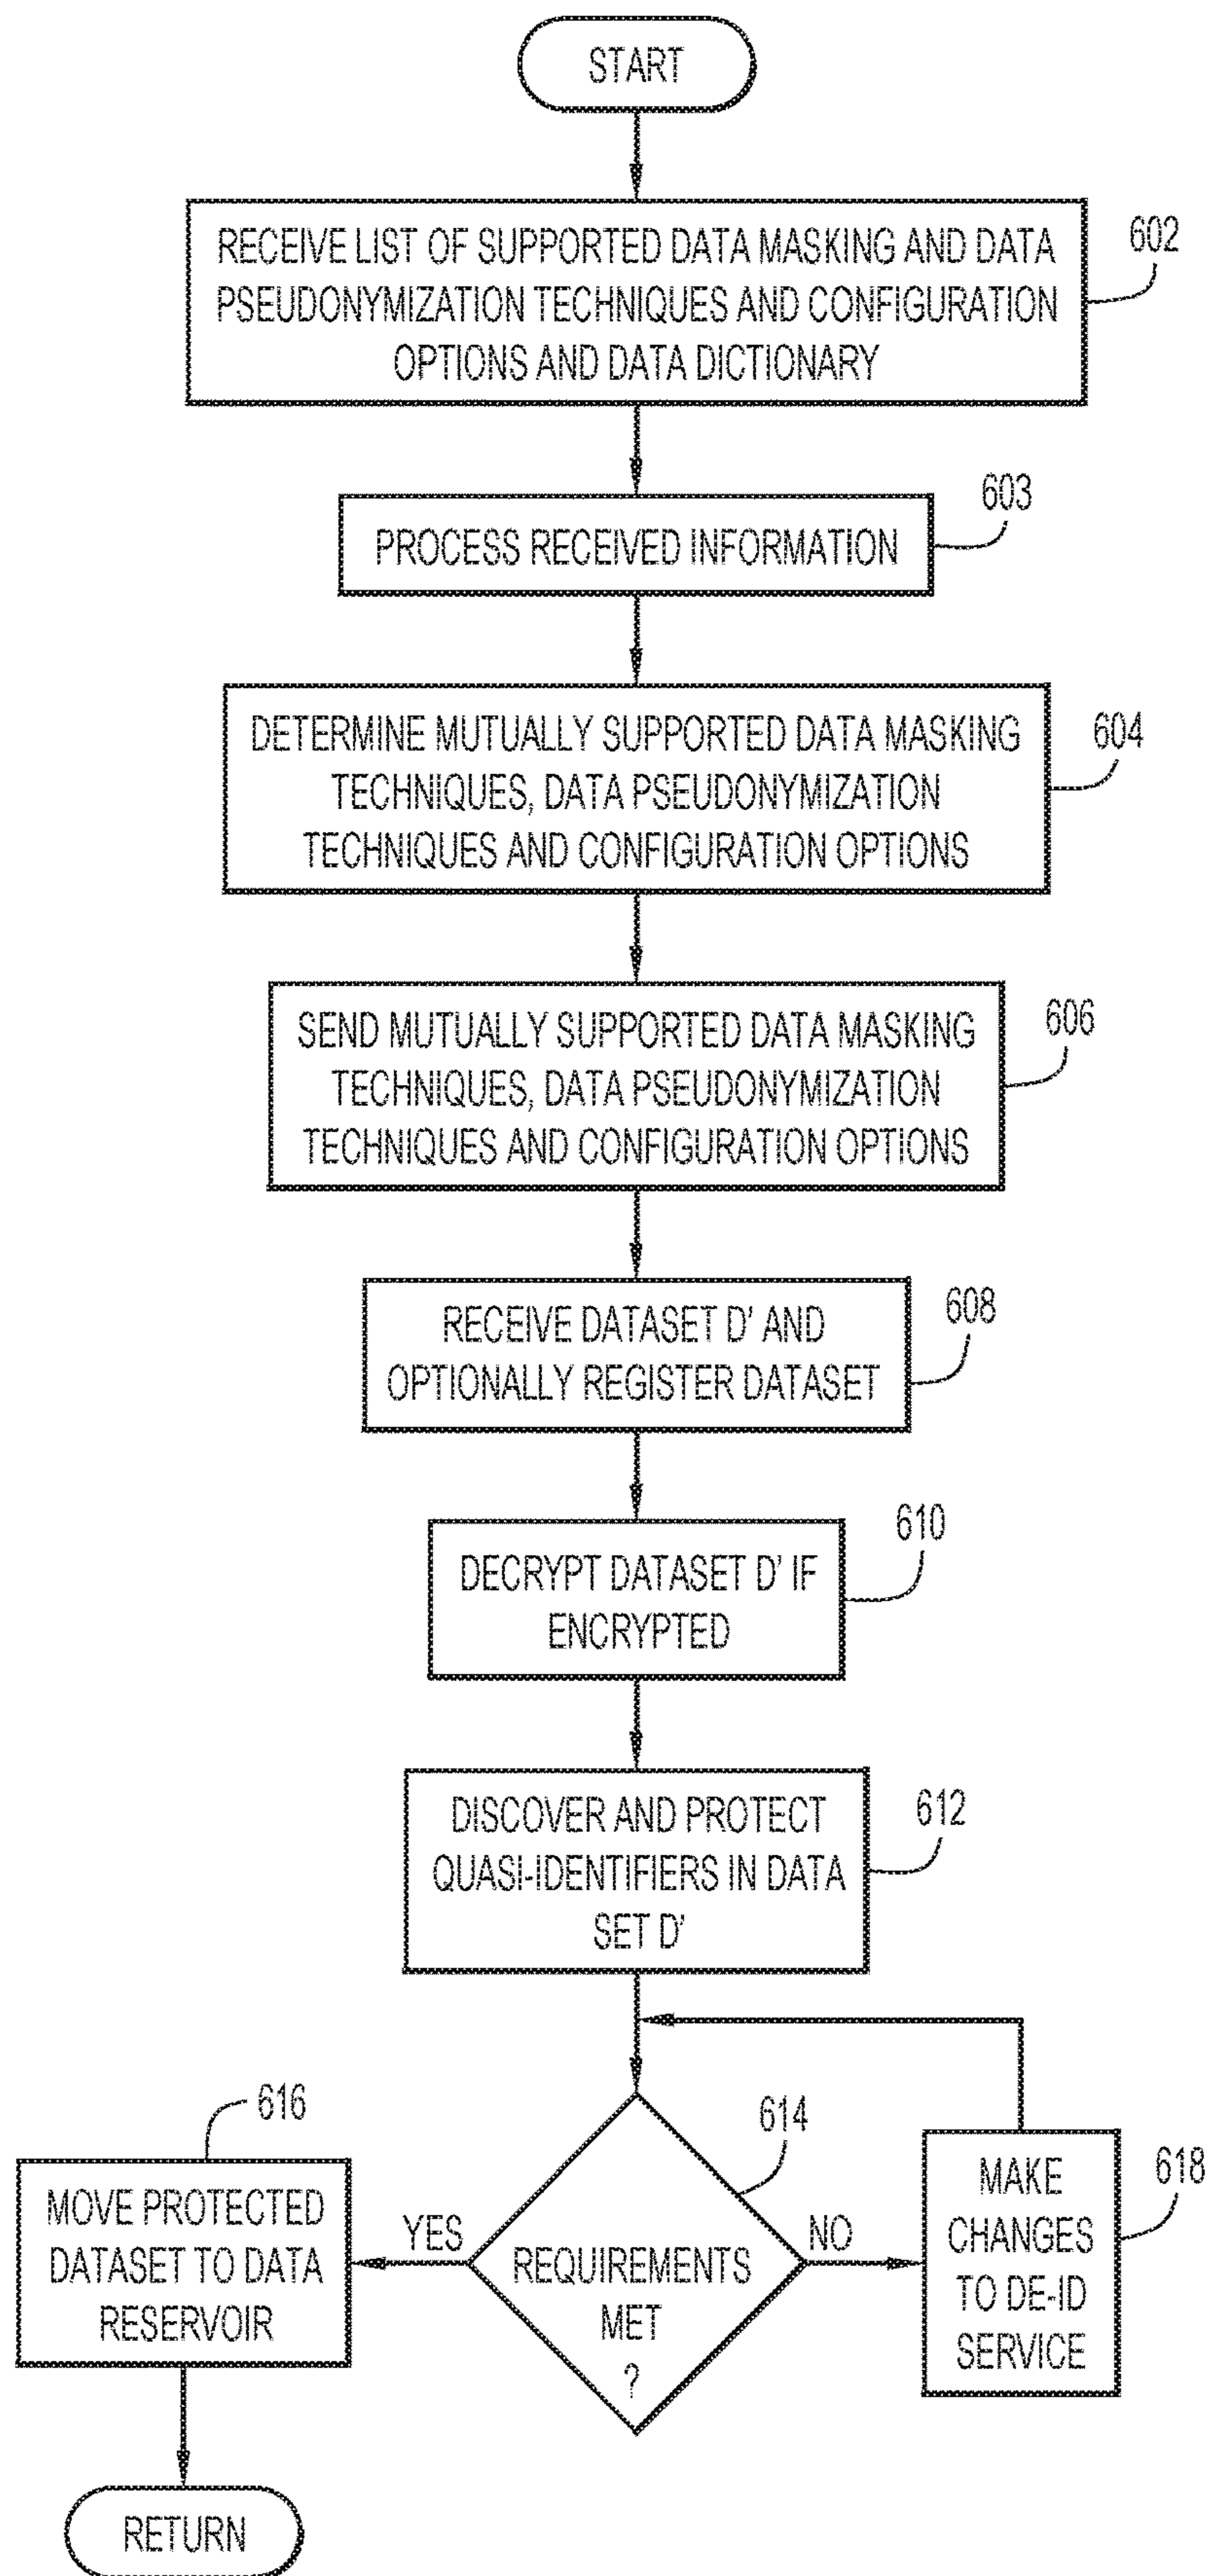 START
RECEIVE LIST OF SUPPORTED DATA MASKING AND DATA
PSEUDONYMIZATION TECHNIQUES AND CONFIGURATION
OPTIONS AND DATA DICTIONARY
602
PROCESS RECEIVED INFORMATION
603
DETERMINE MUTUALLY SUPPORTED DATA MASKING
TECHNIQUES, DATA PSEUDONYMIZATION
TECHNIQUES AND CONFIGURATION OPTIONS
604
SEND MUTUALLY SUPPORTED DATA MASKING
TECHNIQUES, DATA PSEUDONYMIZATION
TECHNIQUES AND CONFIGURATION OPTIONS
606
RECEIVE DATASET D' AND
OPTIONALLY REGISTER DATASET
608
DECRYPT DATASET D' IF
ENCRYPTED
610
DISCOVER AND PROTECT
QUASI-IDENTIFIERS IN DATA
SET D'
612
REQUIREMENTS
MET
?
614
YES
NO
MOVE PROTECTED
DATASET TO DATA
RESERVOIR
616
MAKE
CHANGES
TO DE-ID
SERVICE
618
RETURN